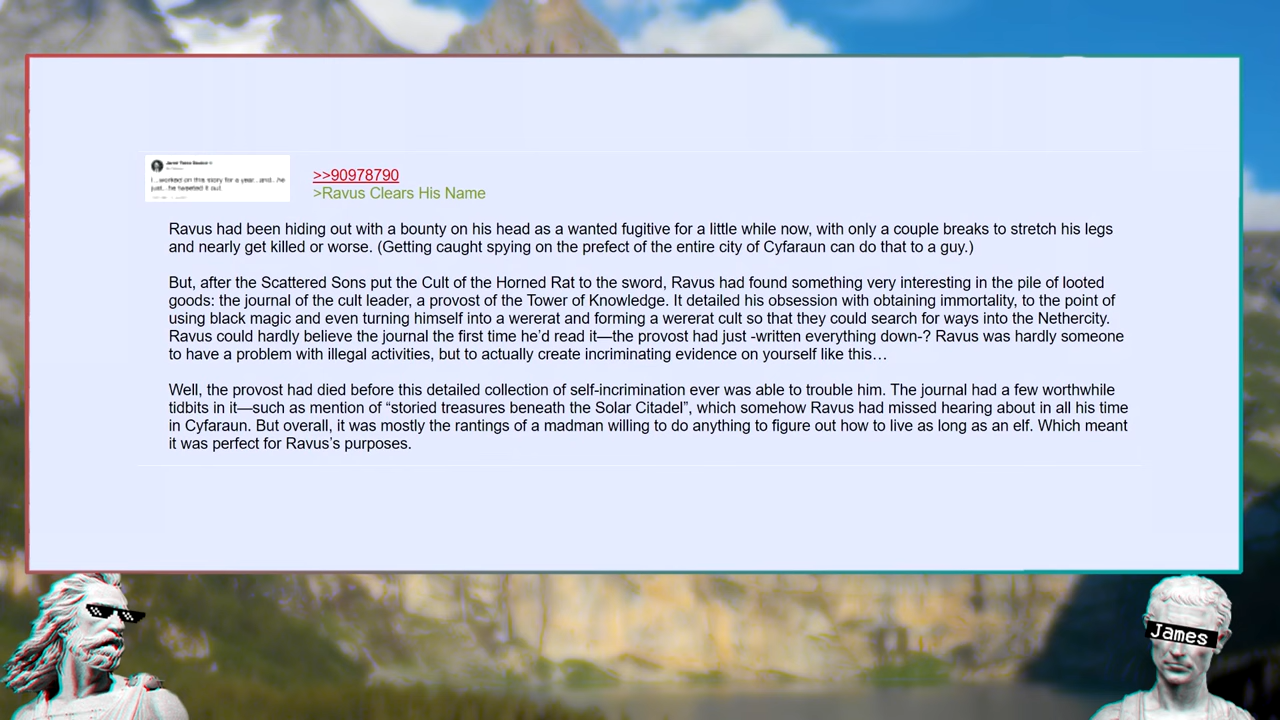 I...worked on this story for a year...and...he
just...he tweeted it out
>>90978790
>Ravus Clears His Name
Ravus had been hiding out with a bounty on his head as a wanted fugitive for a little while now, with only a couple breaks to stretch his legs
and nearly get killed or worse. (Getting caught spying on the prefect of the entire city of Cyfaraun can do that to a guy.)
But, after the Scattered Sons put the Cult of the Horned Rat to the sword, Ravus had found something very interesting in the pile of looted
goods: the journal of the cult leader, a provost of the Tower of Knowledge. It detailed his obsession with obtaining immortality, to the point of
using black magic and even turning himself into a wererat and forming a wererat cult so that they could search for ways into the Nethercity.
Ravus could hardly believe the journal the first time he’d read it—the provost had just -written everything down-? Ravus was hardly someone
to have a problem with illegal activities, but to actually create incriminating evidence on yourself like this…
Well, the provost had died before this detailed collection of self-incrimination ever was able to trouble him. The journal had a few worthwhile
tidbits in it—such as mention of “storied treasures beneath the Solar Citadel”, which somehow Ravus had missed hearing about in all his time
in Cyfaraun. But overall, it was mostly the rantings of a madman willing to do anything to figure out how to live as long as an elf. Which meant
it was perfect for Ravus’s purposes.
James